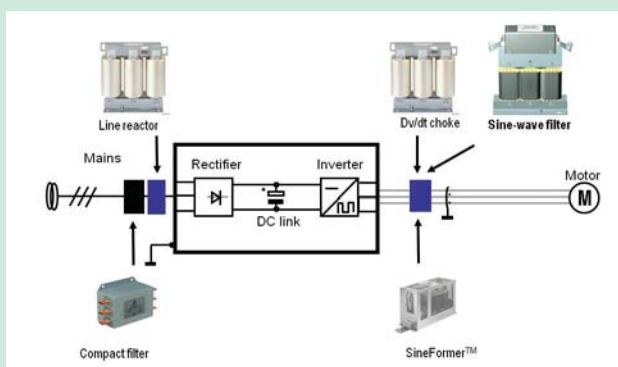 Line reactor
Dv/dt choke
Sine-wave filter
Mains
Rectifier
Inverter
Motor
M
DC link
+
Compact filter
SineFormer™